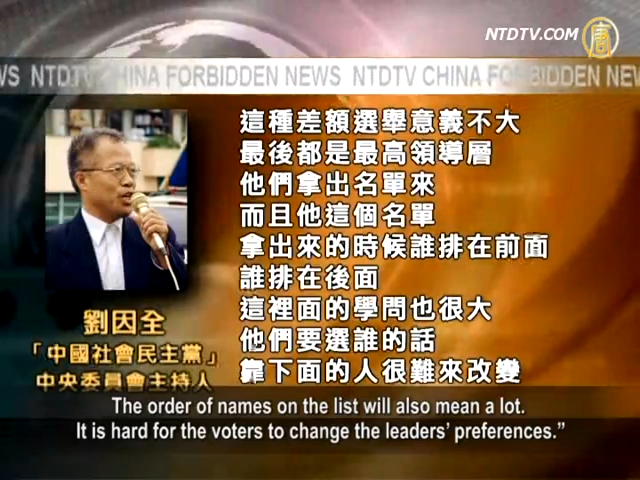 NTDTV.COM 唐
WS NTDTV CHINA FORBIDDEN NEWS NTDTV CHINA FORBIDDEN NEW
這種差額選舉意義不大
最後都是最高領導層
他們拿出名單來
而且他這個名單
拿出來的時候誰排在前面
誰排在後面
這裡面的學問也很大
他們要選誰的話
靠下面的人很難來改變
劉因全
「中國社會民主黨」
中央委員會主持人
The order of names on the list will also mean a lot.
It is hard for the voters to change the leaders' preferences."